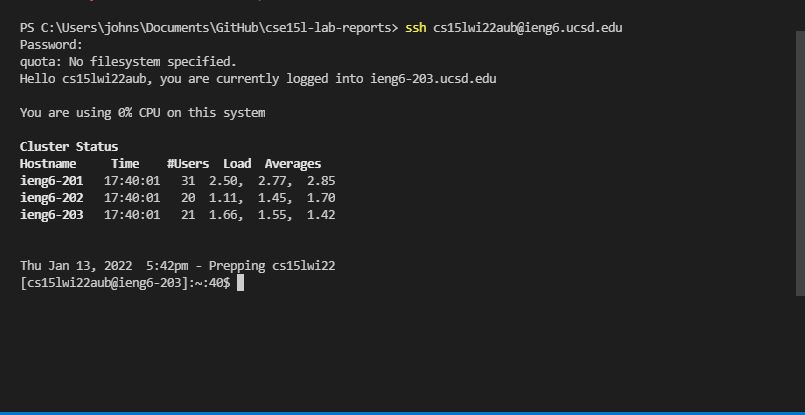 PS C:\Users\johns\Documents\GitHub\cse15l-lab-reports> ssh cs15lwi22aub@ieng6.ucsd.edu
Password:
quota: No filesystem specified.
Hello cs15lwi22aub, you are currently logged into ieng6-203.ucsd.edu
You are using 0% CPU on this system
Cluster Status
Hostname     Time    #Users  Load  Averages
ieng6-201   17:40:01   31  2.50,  2.77,  2.85
ieng6-202   17:40:01   20  1.11,  1.45,  1.70
ieng6-203   17:40:01   21  1.66,  1.55,  1.42
Thu Jan 13, 2022  5:42pm - Prepping cs15lwi22
[cs15lwi22aub@ieng6-203]:~:40$